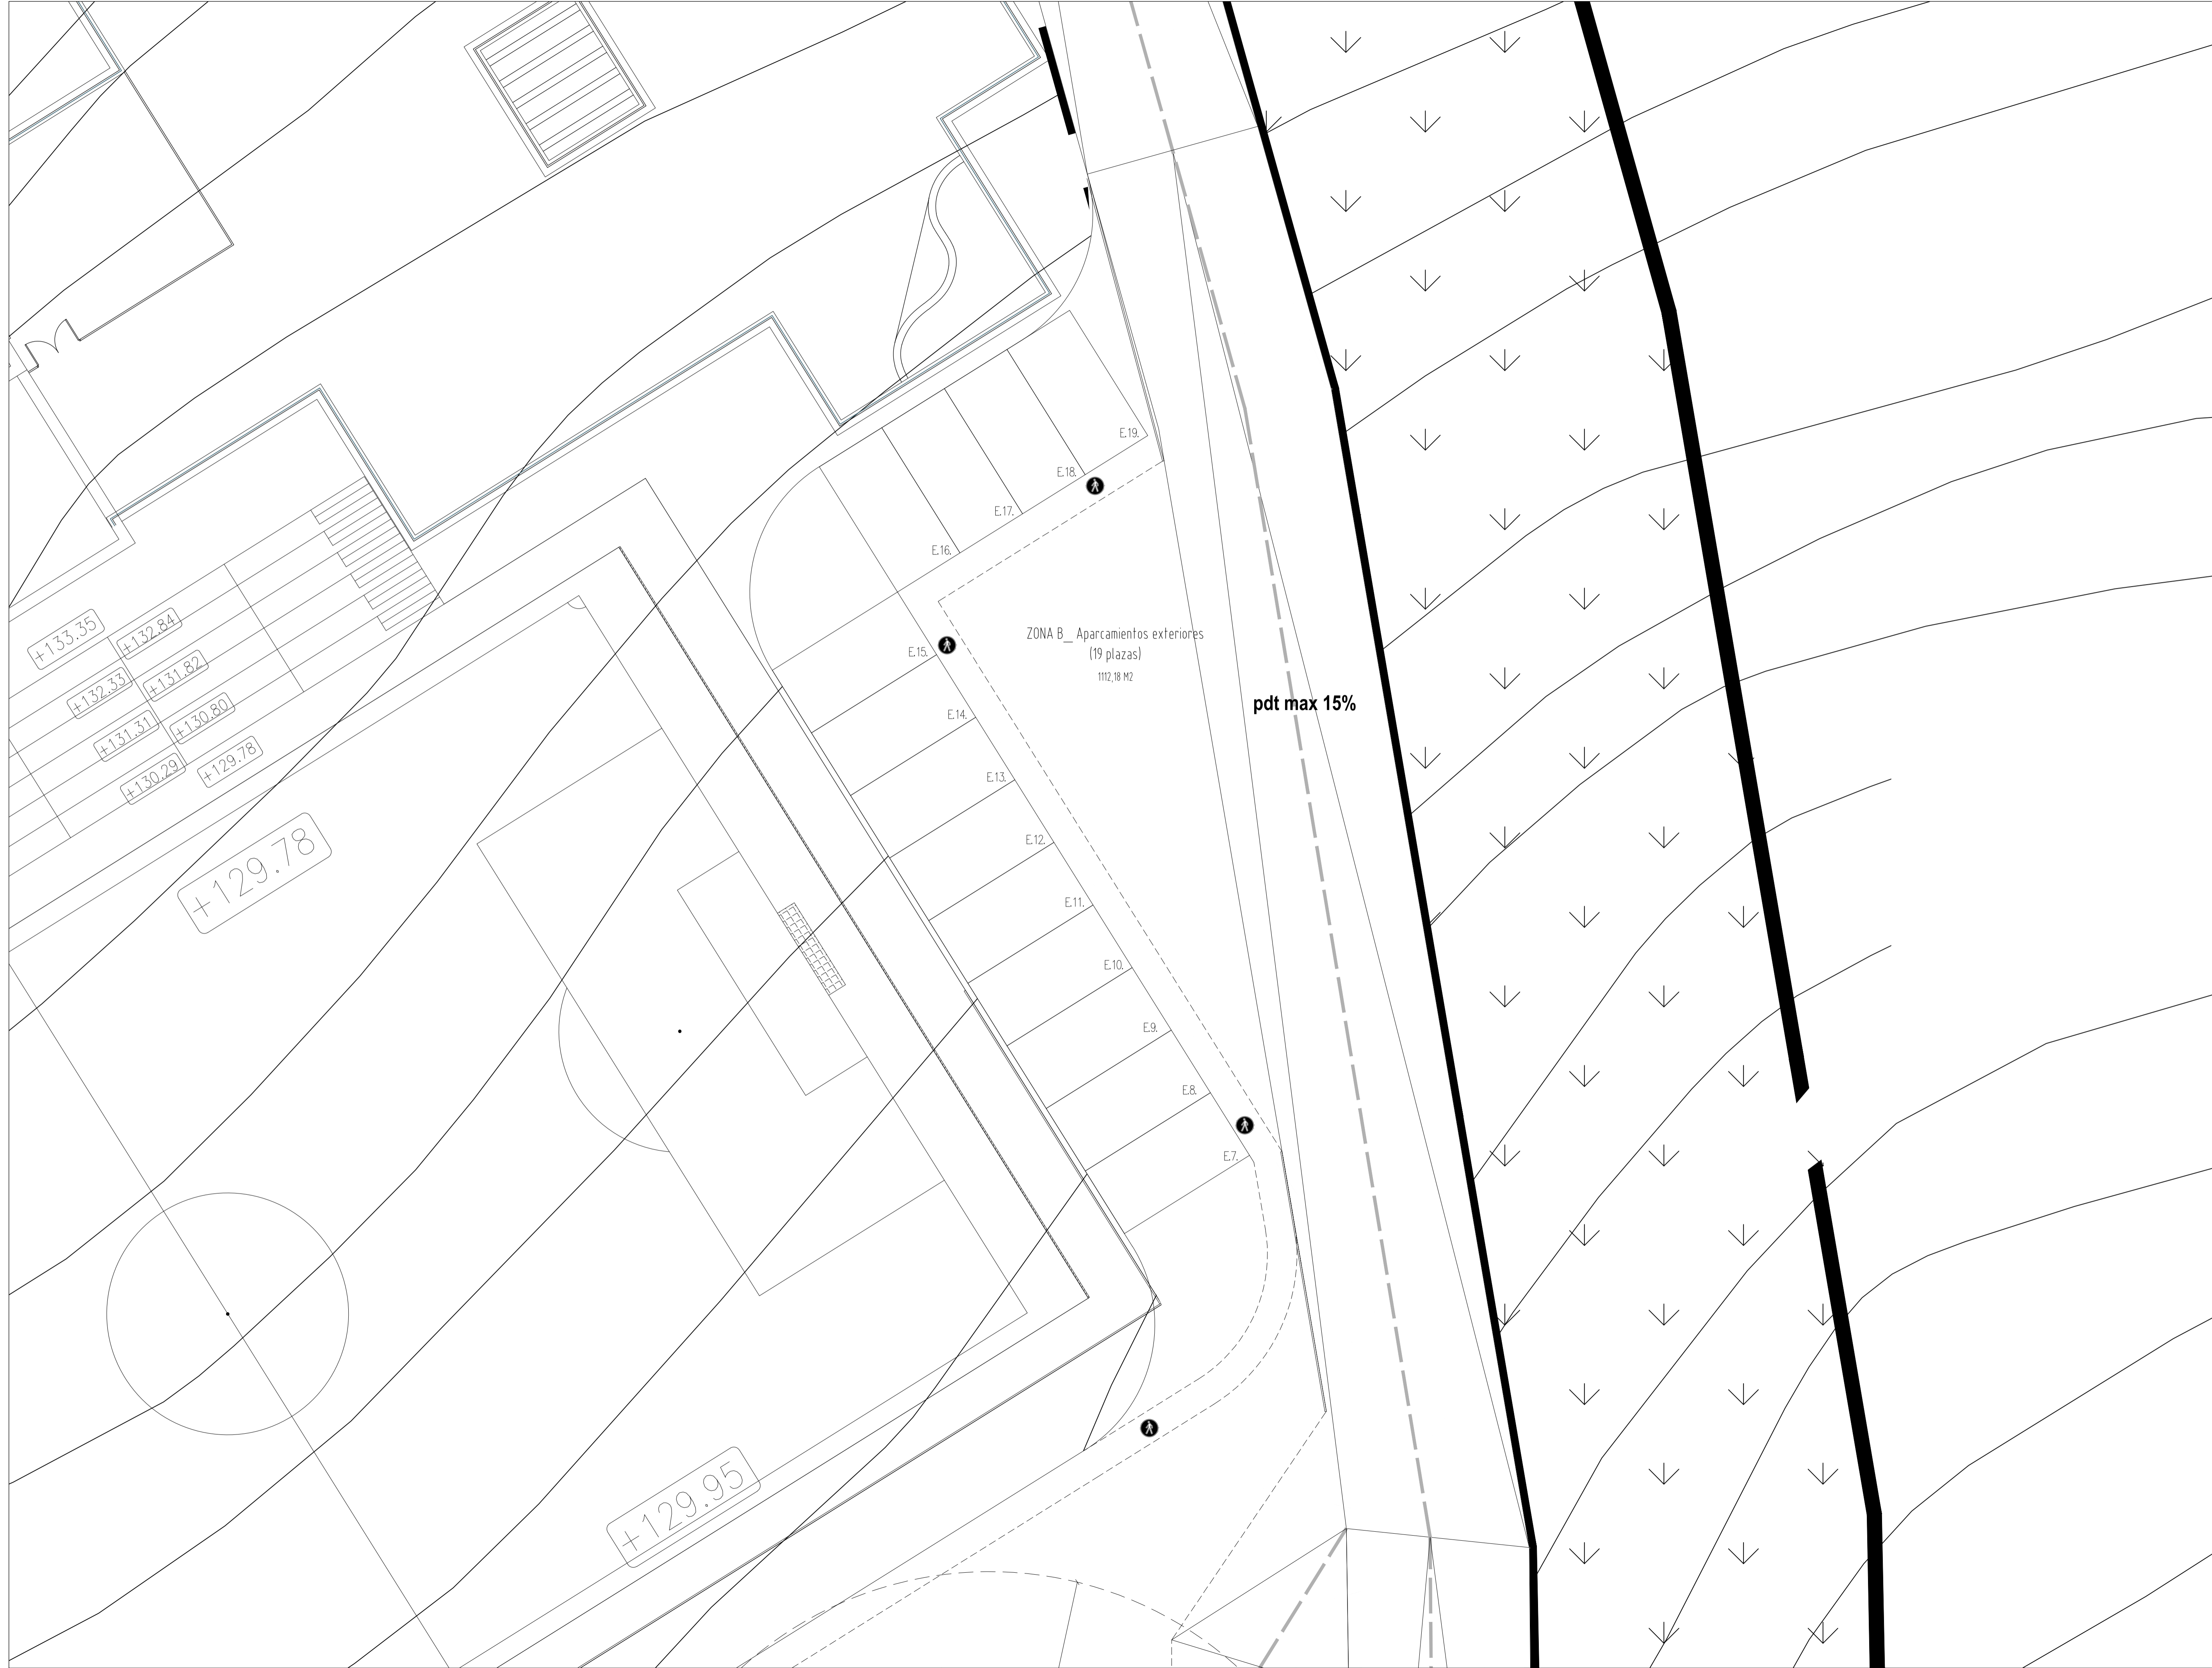 E.19.
E.18.
E.17.
E.16.
ZONA B_ Aparcamientos exteriores
(19 plazas)
1112,18 M2
pdt max 15%
E.15.
E.14.
E.13.
E.12.
E.11.
E.10.
E.9.
E.8.
E.7.
+133.35
+132.84
+132.33
+131.82
+131.31
+130.80
+130.29
+129.78
+129.78
+129.95